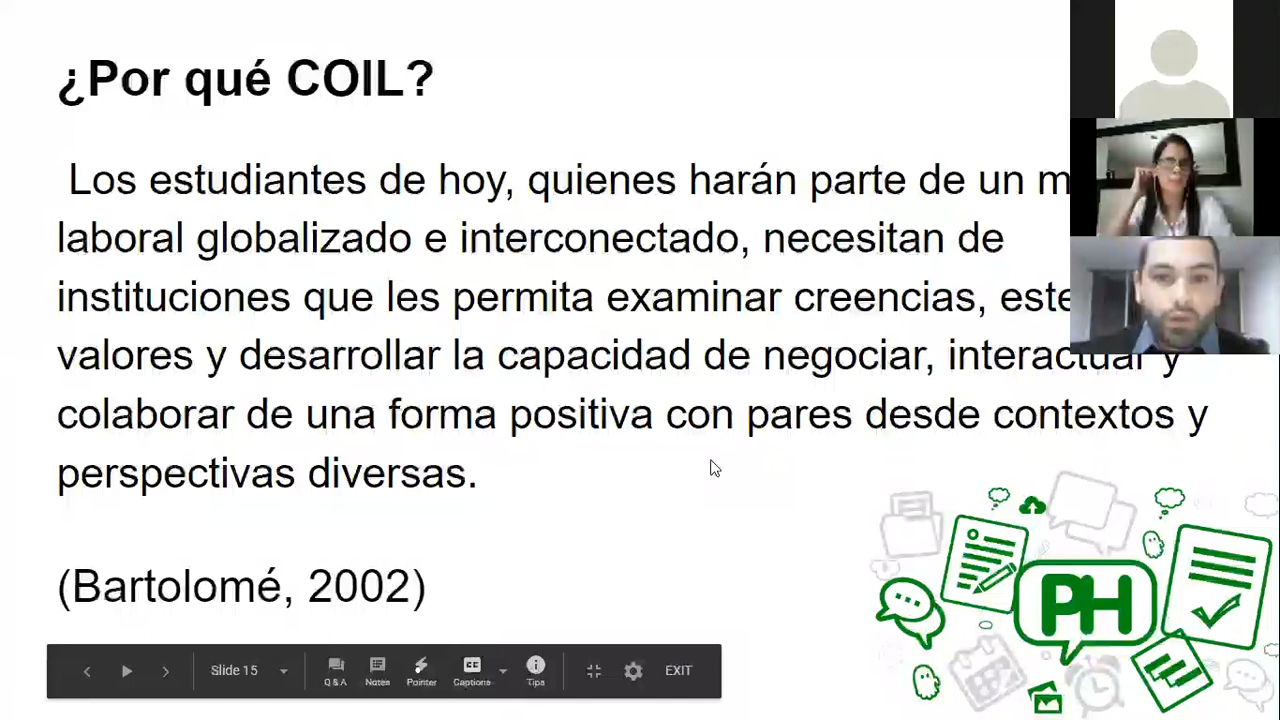 ¿Por qué COIL?
Los estudiantes de hoy, quienes harán parte de un
laboral globalizado e interconectado, necesitan de
instituciones que les permita examinar creencias,
valores y desarrollar la capacidad de negociar, interactuar y
colaborar de una forma positiva con pares desde contextos y
perspectivas diversas.
(Bartolomé, 2002)
PH
Slide 15
Q & A
Notes
Pointer
CC
Captions
Tips
EXIT